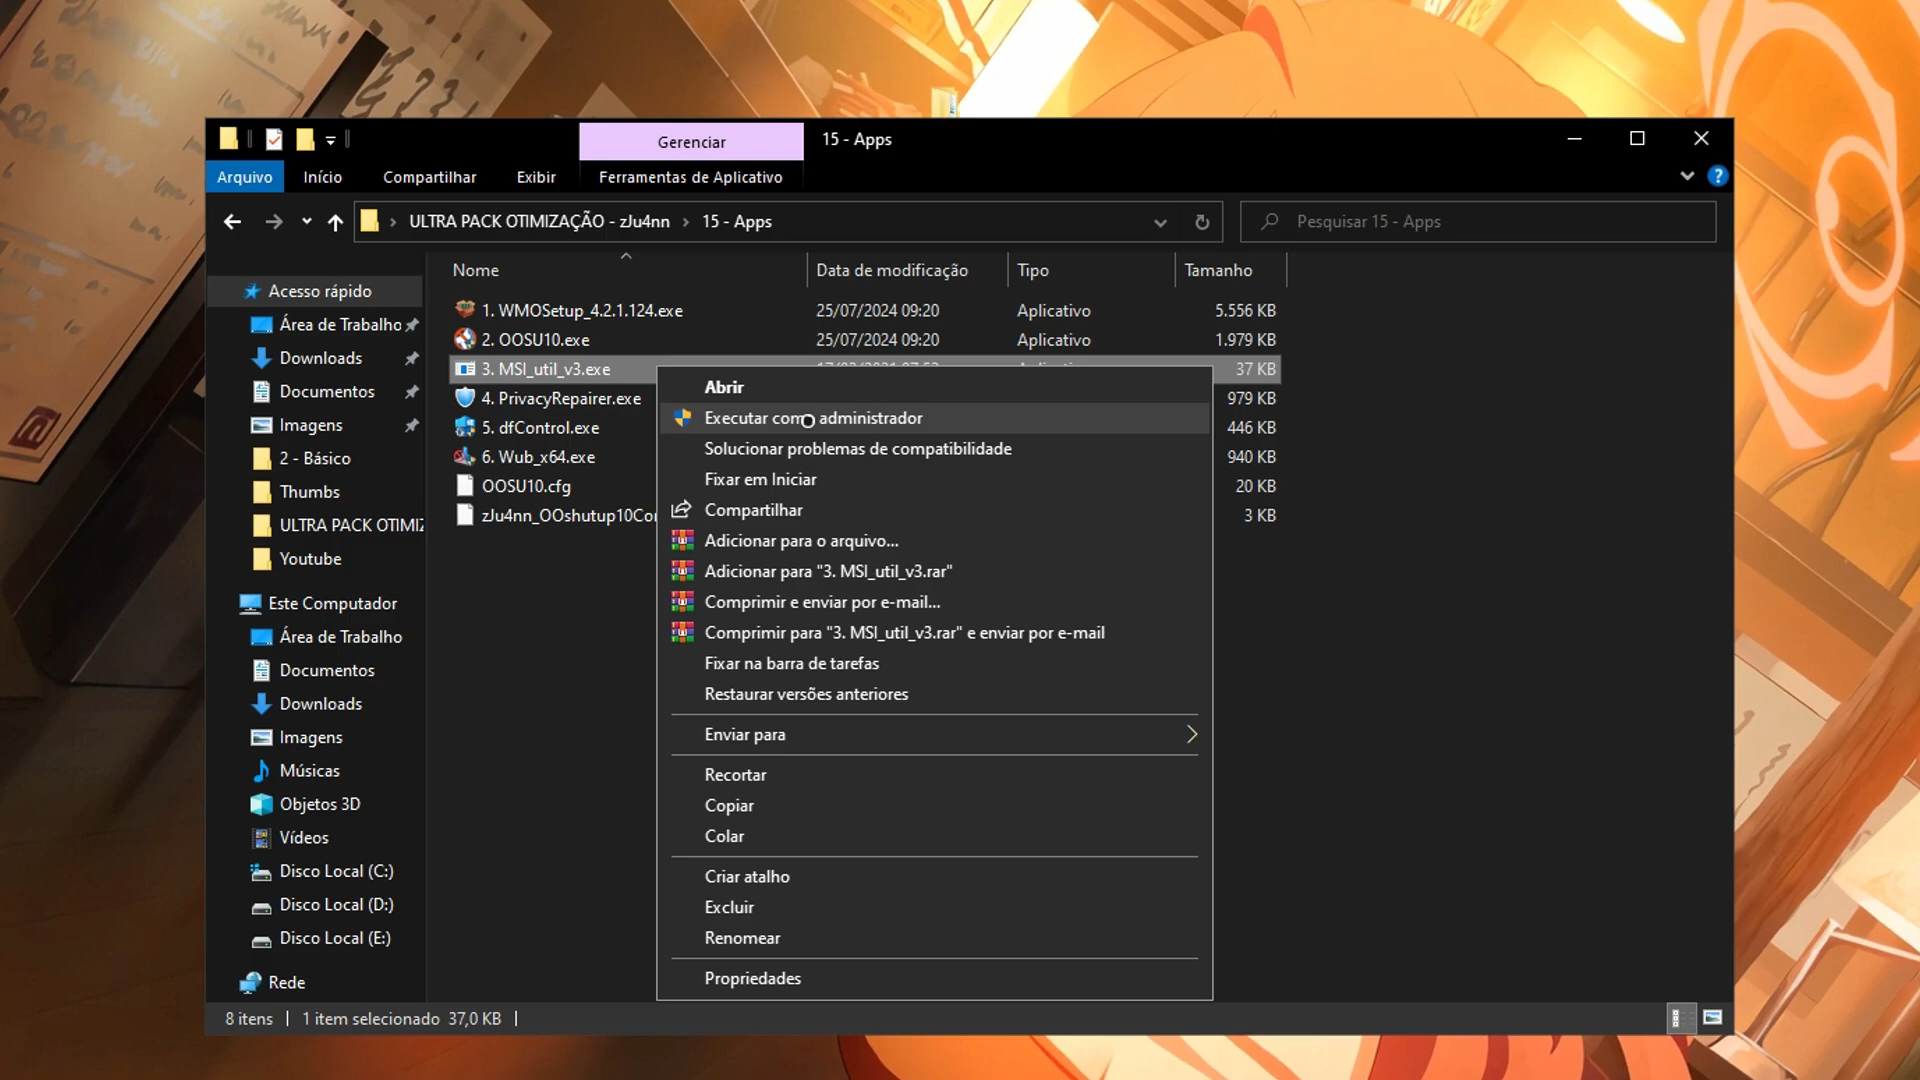 Gerenciar
15 - Apps
Arquivo
Início
Compartilhar
Exibir
Ferramentas de Aplicativo
ULTRA PACK OTIMIZAÇÃO - zJu4nn
15 - Apps
Pesquisar 15 - Apps
Nome
Data de modificação
Tipo
Tamanho
Acesso rápido
Área de Trabalho
Downloads
Documentos
Imagens
2 - Básico
Thumbs
ULTRA PACK OTIMIZ
Youtube
Este Computador
Área de Trabalho
Documentos
Downloads
Imagens
Músicas
Objetos 3D
Vídeos
Disco Local (C:)
Disco Local (D:)
Disco Local (E:)
Rede
1. WMOSetup_4.2.1.124.exe 25/07/2024 09:20 Aplicativo 5.556 KB
2. OOSU10.exe 25/07/2024 09:20 Aplicativo 1.979 KB
3. MSI_util_v3.exe 37 KB
4. PrivacyRepairer.exe 979 KB
5. dfControl.exe 446 KB
6. Wub_x64.exe 940 KB
OOSU10.cfg 20 KB
zJu4nn_OOshutup10Co 3 KB
Abrir
Executar como administrador
Solucionar problemas de compatibilidade
Fixar em Iniciar
Compartilhar
Adicionar para o arquivo...
Adicionar para "3. MSI_util_v3.rar"
Comprimir e enviar por e-mail...
Comprimir para "3. MSI_util_v3.rar" e enviar por e-mail
Fixar na barra de tarefas
Restaurar versões anteriores
Enviar para
Recortar
Copiar
Colar
Criar atalho
Excluir
Renomear
Propriedades
8 itens
1 item selecionado 37,0 KB